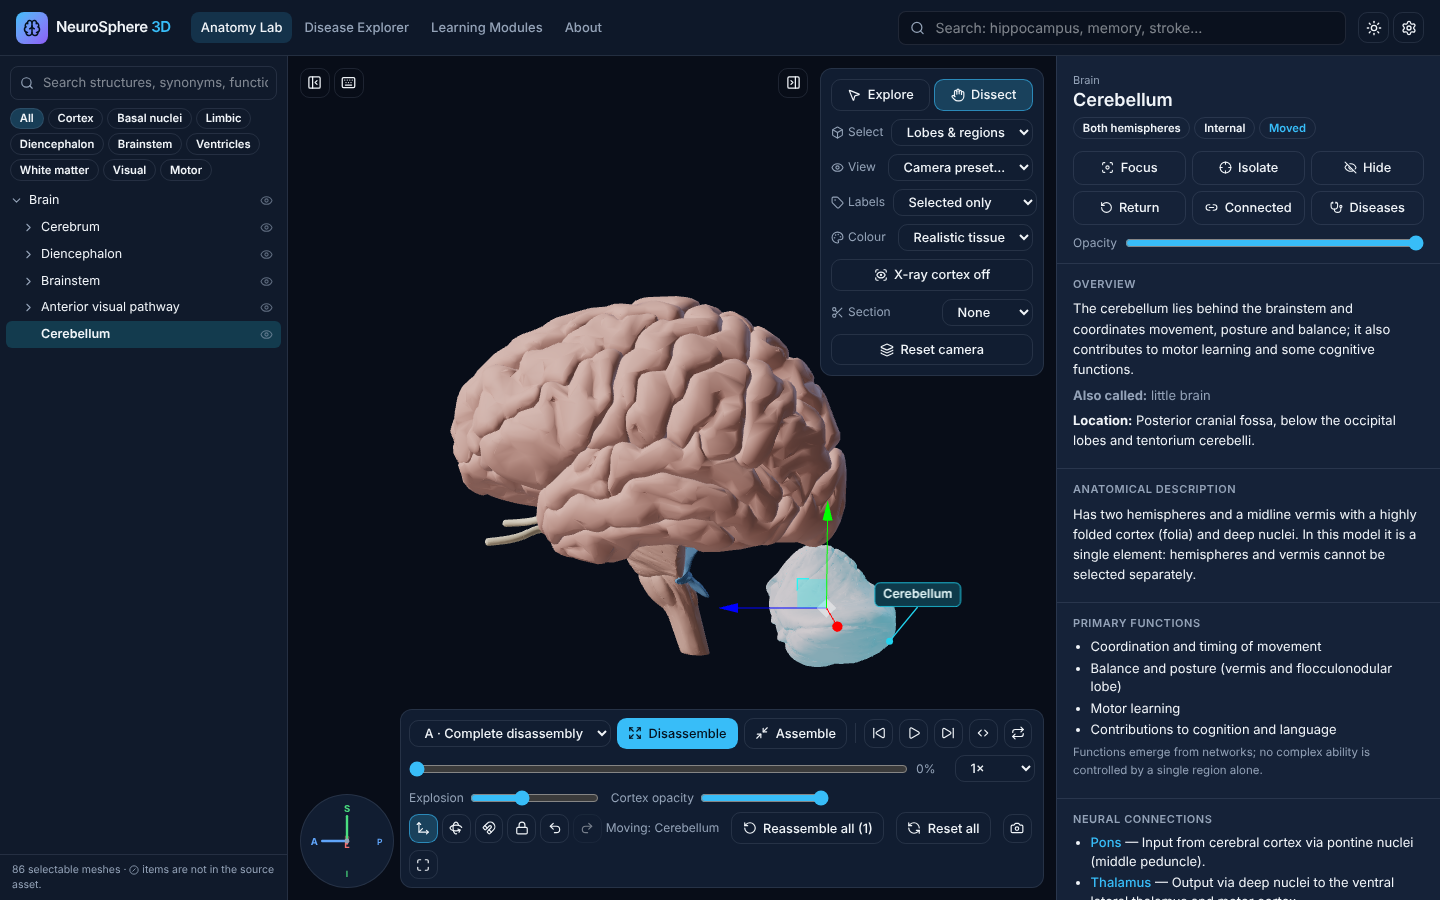 NeuroSphere 3D
Anatomy Lab
Disease Explorer
Learning Modules
About
Search: hippocampus, memory, stroke...
Search structures, synonyms, functic
All
Cortex
Basal nuclei
Limbic
Diencephalon
Brainstem
Ventricles
White matter
Visual
Motor
Brain
Cerebrum
Diencephalon
Brainstem
Anterior visual pathway
Cerebellum
86 selectable meshes · items are not in the source
asset.
Explore
Dissect
Select
Lobes & regions
View
Camera preset...
Labels
Selected only
Colour
Realistic tissue
X-ray cortex off
Section
None
Reset camera
Cerebellum
A · Complete disassembly
Disassemble
Assemble
0%
1×
Explosion
Cortex opacity
Moving: Cerebellum
Reassemble all (1)
Reset all
S
A
P
L
I
Brain
Cerebellum
Both hemispheres
Internal
Moved
Focus
Isolate
Hide
Return
Connected
Diseases
Opacity
OVERVIEW
The cerebellum lies behind the brainstem and
coordinates movement, posture and balance; it also
contributes to motor learning and some cognitive
functions.
Also called: little brain
Location: Posterior cranial fossa, below the occipital
lobes and tentorium cerebelli.
ANATOMICAL DESCRIPTION
Has two hemispheres and a midline vermis with a highly
folded cortex (folia) and deep nuclei. In this model it is a
single element: hemispheres and vermis cannot be
selected separately.
PRIMARY FUNCTIONS
• Coordination and timing of movement
• Balance and posture (vermis and flocculonodular
lobe)
• Motor learning
• Contributions to cognition and language
Functions emerge from networks; no complex ability is
controlled by a single region alone.
NEURAL CONNECTIONS
• Pons — Input from cerebral cortex via pontine nuclei
(middle peduncle).
• Thalamus — Output via deep nuclei to the ventral
lateral thalamus and motor cortex.